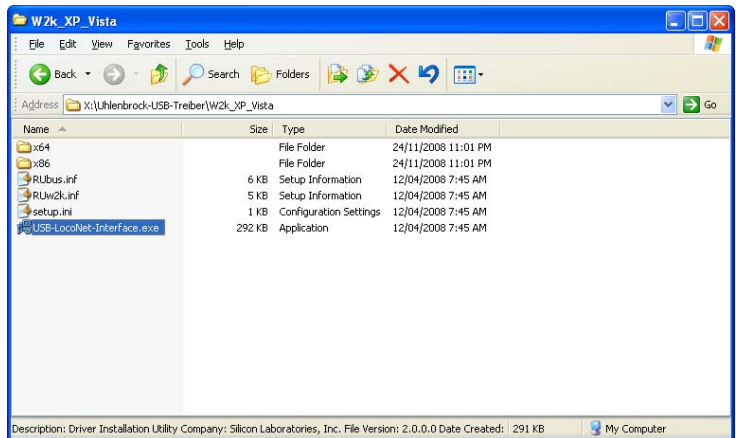 W2k_XP_Vista
File Edit View Favorites Tools Help
Back Search Folders
Address X:\Uhlenbrock-USB-Treiber\W2k_XP_Vista Go
Name Size Type Date Modified
x64 File Folder 24/11/2008 11:01 PM
x86 File Folder 24/11/2008 11:01 PM
RUbus.inf 6 KB Setup Information 12/04/2008 7:45 AM
RUw2k.inf 5 KB Setup Information 12/04/2008 7:45 AM
setup.ini 1 KB Configuration Settings 12/04/2008 7:45 AM
USB-LocoNet-Interface.exe 292 KB Application 12/04/2008 7:45 AM
Description: Driver Installation Utility Company: Silicon Laboratories, Inc. File Version: 2.0.0.0 Date Created: 291 KB My Computer